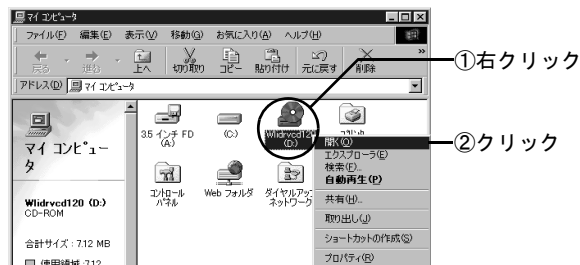 マイ コンピュータ
ファイル(F) 編集(E) 表示(V) 移動(G) お気に入り(A) ヘルプ(H)
戻る 進む 上へ 切り取り コピー 貼り付け 元に戻す 削除 »
①右クリック
アドレス(D) マイ コンピュータ
マイ コンピュー
タ
3.5 インチ FD
(A:)
(C:)
Wlidrvcd120
(D:)
コントロール
パネル
Web フォルダ
ダイヤルアップ
ネットワーク
Wlidrvcd120 (D:)
CD-ROM
合計サイズ : 7.12 MB
開く(O)
②クリック
エクスプローラ(E)
検索(F)...
自動再生(P)
共有(H)...
取り出し(J)
ショートカットの作成(S)
プロパティ(R)